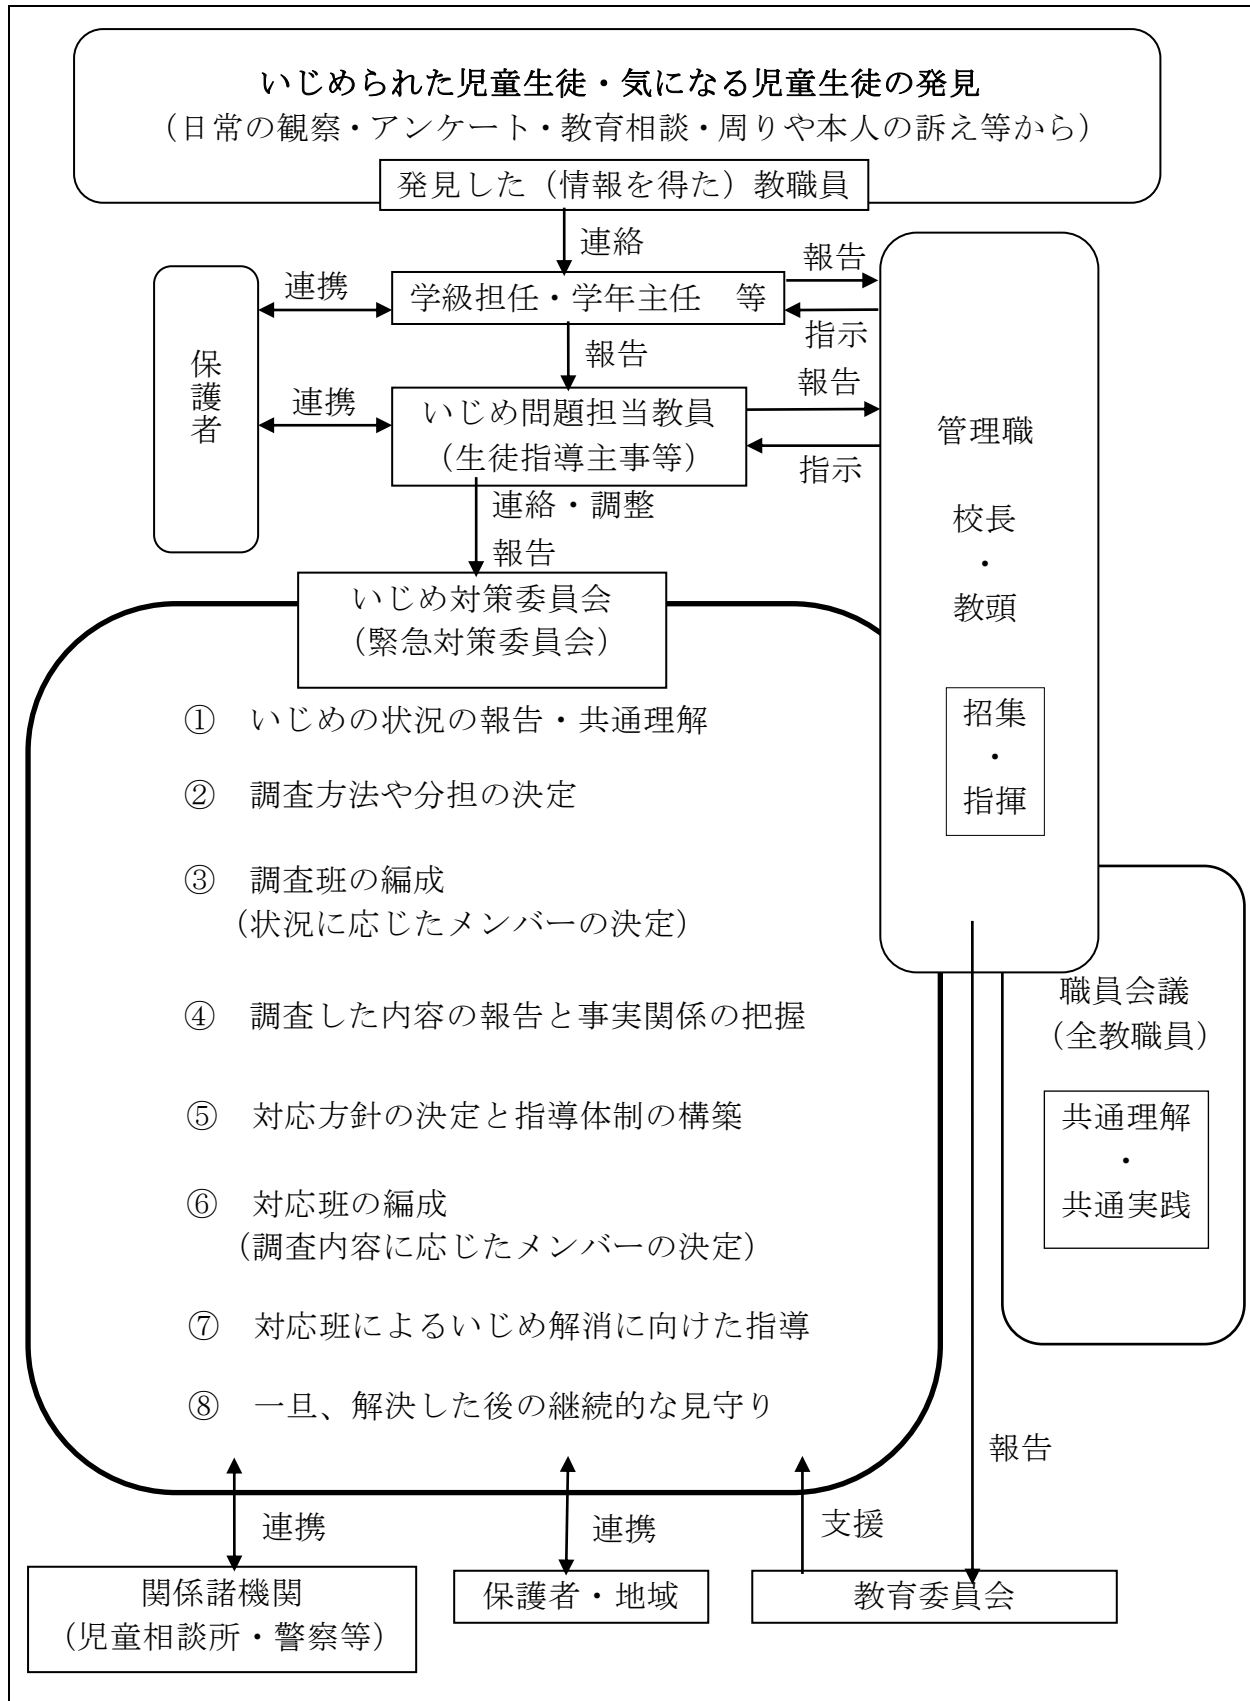 いじめられた児童生徒・気になる児童生徒の発見
（日常の観察・アンケート・教育相談・周りや本人の訴え等から）
発見した（情報を得た）教職員
連絡
報告
連携
学級担任・学年主任　等
指示
保護者
報告
報告
連携
いじめ問題担当教員
（生徒指導主事等）
指示
管理職
校長
・
教頭
招集
・
指揮
連絡・調整
報告
いじめ対策委員会
（緊急対策委員会）
①　いじめの状況の報告・共通理解
②　調査方法や分担の決定
③　調査班の編成
（状況に応じたメンバーの決定）
④　調査した内容の報告と事実関係の把握
⑤　対応方針の決定と指導体制の構築
⑥　対応班の編成
（調査内容に応じたメンバーの決定）
⑦　対応班によるいじめ解消に向けた指導
⑧　一旦、解決した後の継続的な見守り
職員会議
（全教職員）
共通理解
・
共通実践
報告
連携
連携
支援
関係諸機関
（児童相談所・警察等）
保護者・地域
教育委員会